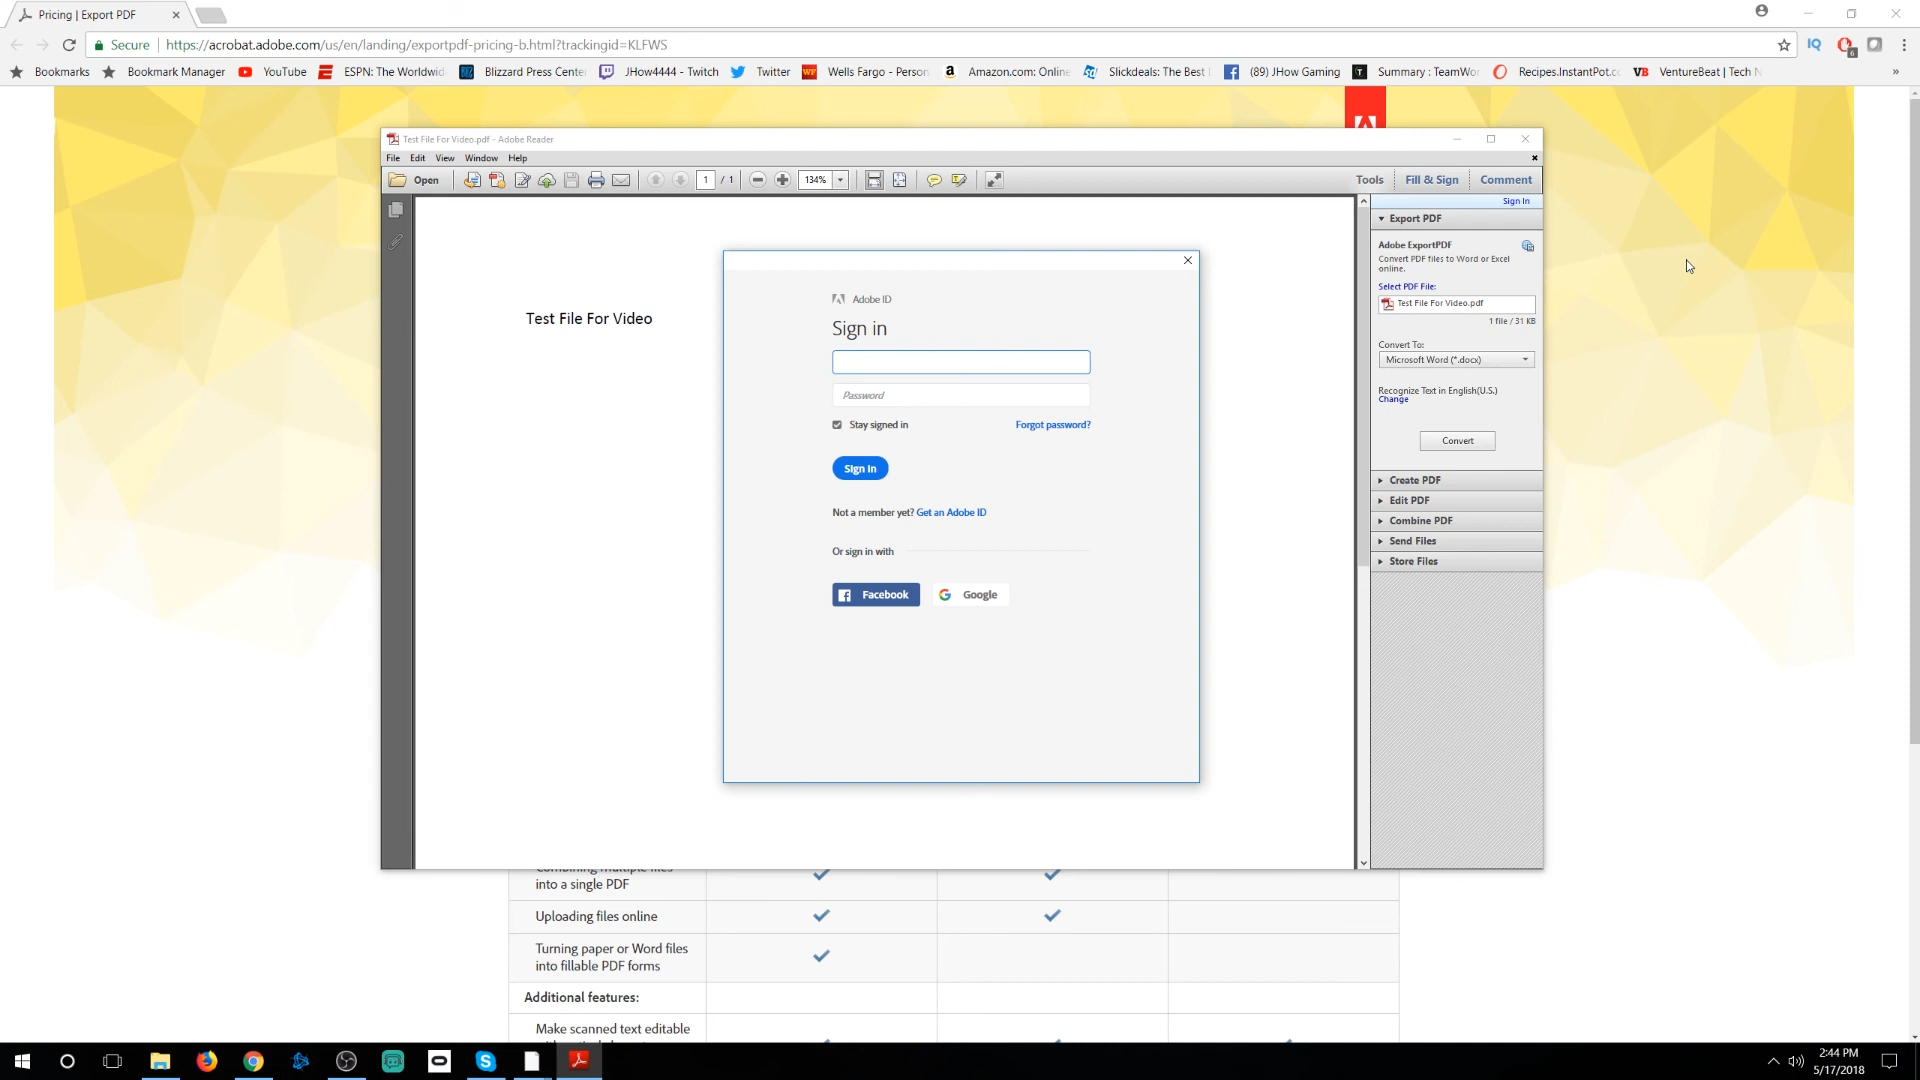 Pricing | Export PDF
Secure | https://acrobat.adobe.com/us/en/landing/exportpdf-pricing-b.html?trackingid=KLFWS
IQ
6
Bookmarks Bookmark Manager YouTube ESPN: The Worldwid Blizzard Press Cente JHow4444 - Twitch Twitter Wells Fargo - Person Amazon.com: Online Slickdeals: The Best (89) JHow Gaming Summary : TeamWor Recipes.InstantPot.c VentureBeat | Tech N
Test File For Video.pdf - Adobe Reader
File Edit View Window Help
Open 1 / 1 134% Tools Fill & Sign Comment
Sign In
Export PDF
Adobe ExportPDF
Convert PDF files to Word or Excel
online.
Select PDF File:
Test File For Video.pdf
1 file / 31 KB
Convert To:
Microsoft Word (*.docx)
Recognize Text in English(U.S.)
Change
Convert
Create PDF
Edit PDF
Combine PDF
Send Files
Store Files
Test File For Video
Adobe ID
Sign in
Password
Stay signed in Forgot password?
Sign in
Not a member yet? Get an Adobe ID
Or sign in with
Facebook Google
Combining multiple files
into a single PDF
Uploading files online
Turning paper or Word files
into fillable PDF forms
Additional features:
Make scanned text editable
2:44 PM
5/17/2018